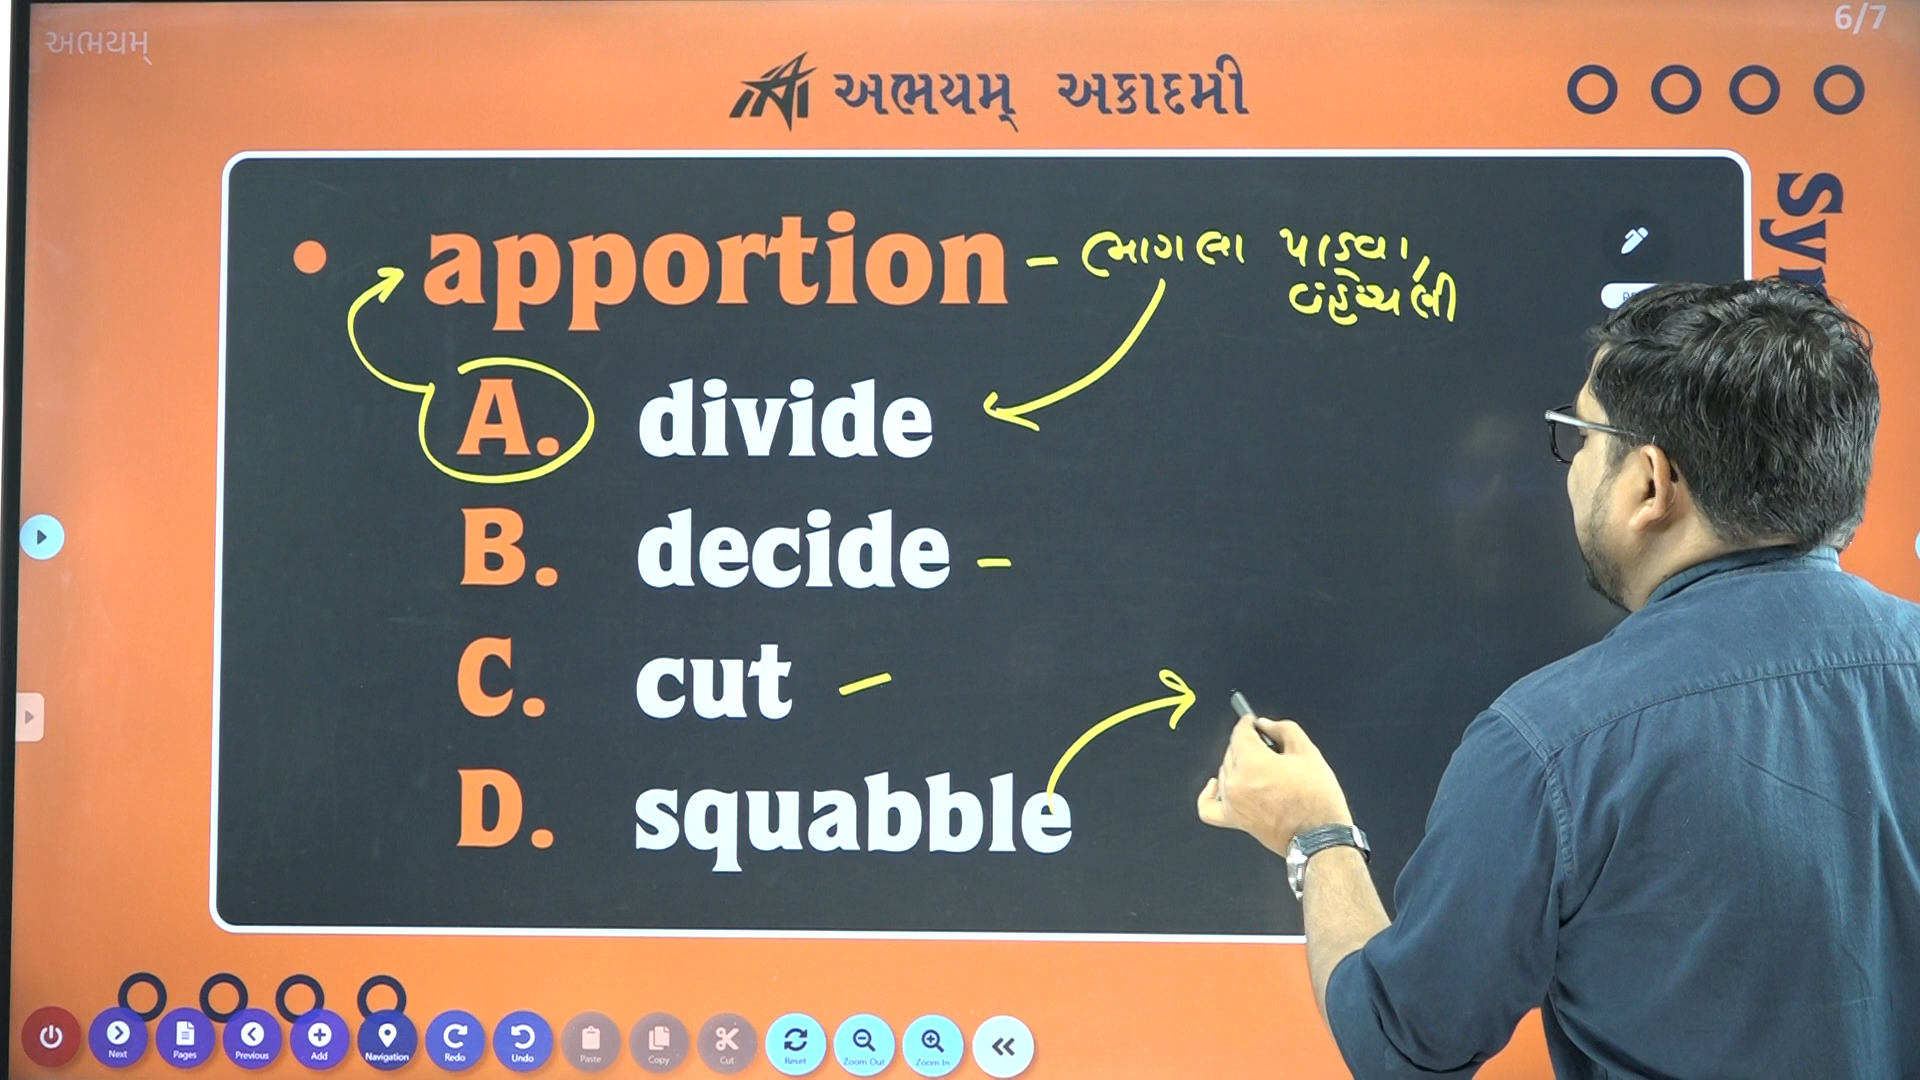 6/7
અભયમ્
અભયમ્ અકાદમી
Sy
• apportion – ભાગલા પાડવા,
વહેંચણી
A. divide
B. decide –
C. cut –
D. squabble
Next
Pages
Previous
Add
Navigation
Redo
Undo
Paste
Copy
Cut
Reset
Zoom Out
Zoom In